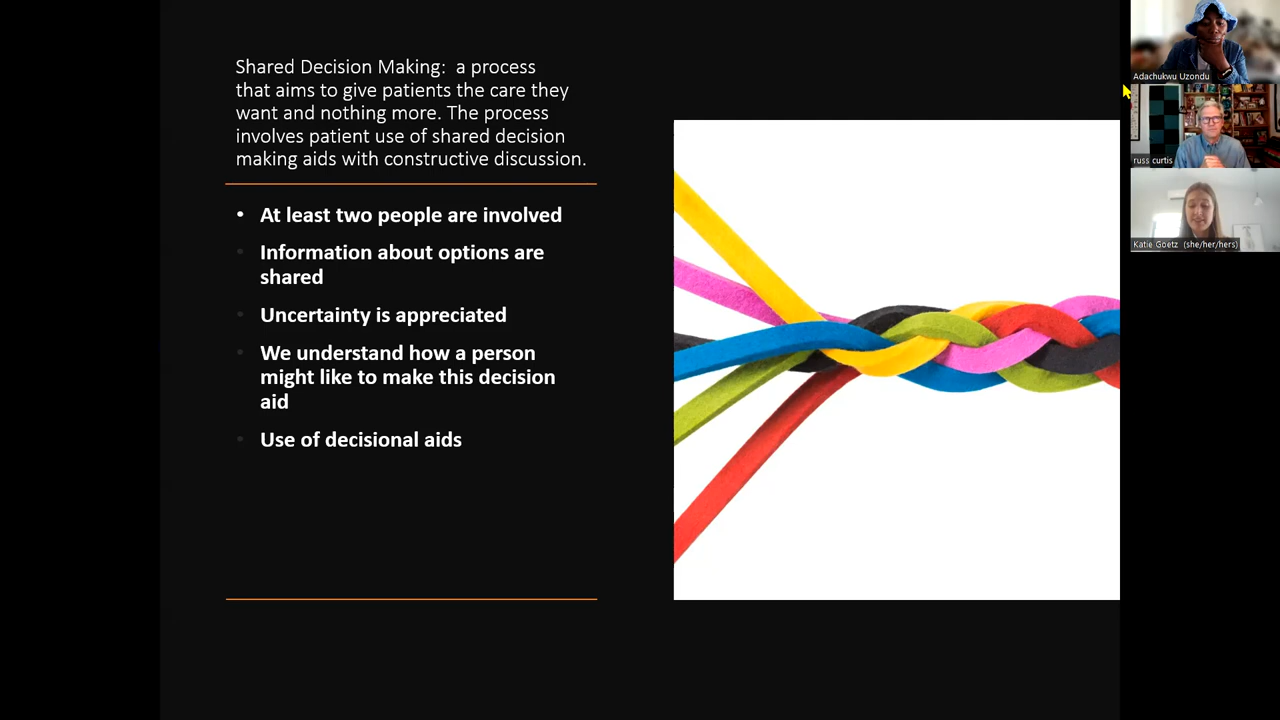 Shared Decision Making:  a process
that aims to give patients the care they
want and nothing more. The process
involves patient use of shared decision
making aids with constructive discussion.
• At least two people are involved
• Information about options are
shared
• Uncertainty is appreciated
• We understand how a person
might like to make this decision
aid
• Use of decisional aids
Adachukwu Uzondu
russ curtis
Katie Goetz (she/her/hers)